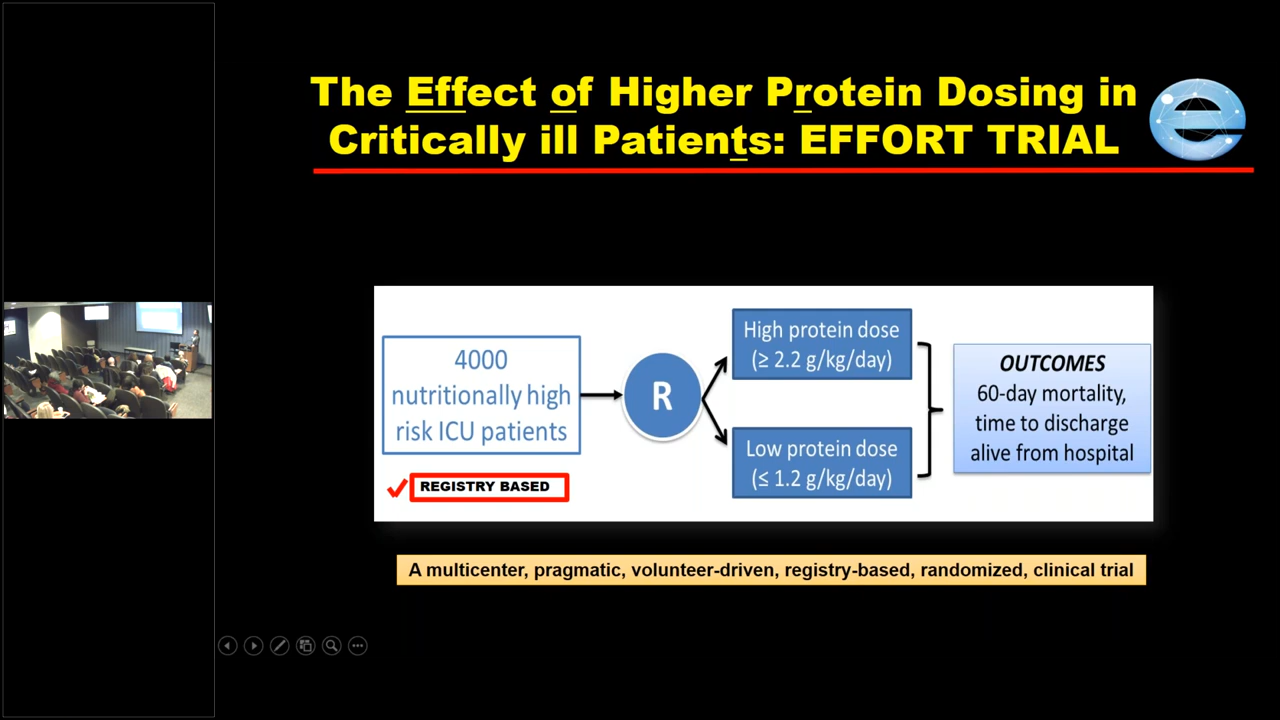 The Effect of Higher Protein Dosing in
Critically ill Patients: EFFORT TRIAL
e
4000
nutritionally high
risk ICU patients
REGISTRY BASED
R
High protein dose
(≥ 2.2 g/kg/day)
Low protein dose
(≤ 1.2 g/kg/day)
OUTCOMES
60-day mortality,
time to discharge
alive from hospital
A multicenter, pragmatic, volunteer-driven, registry-based, randomized, clinical trial